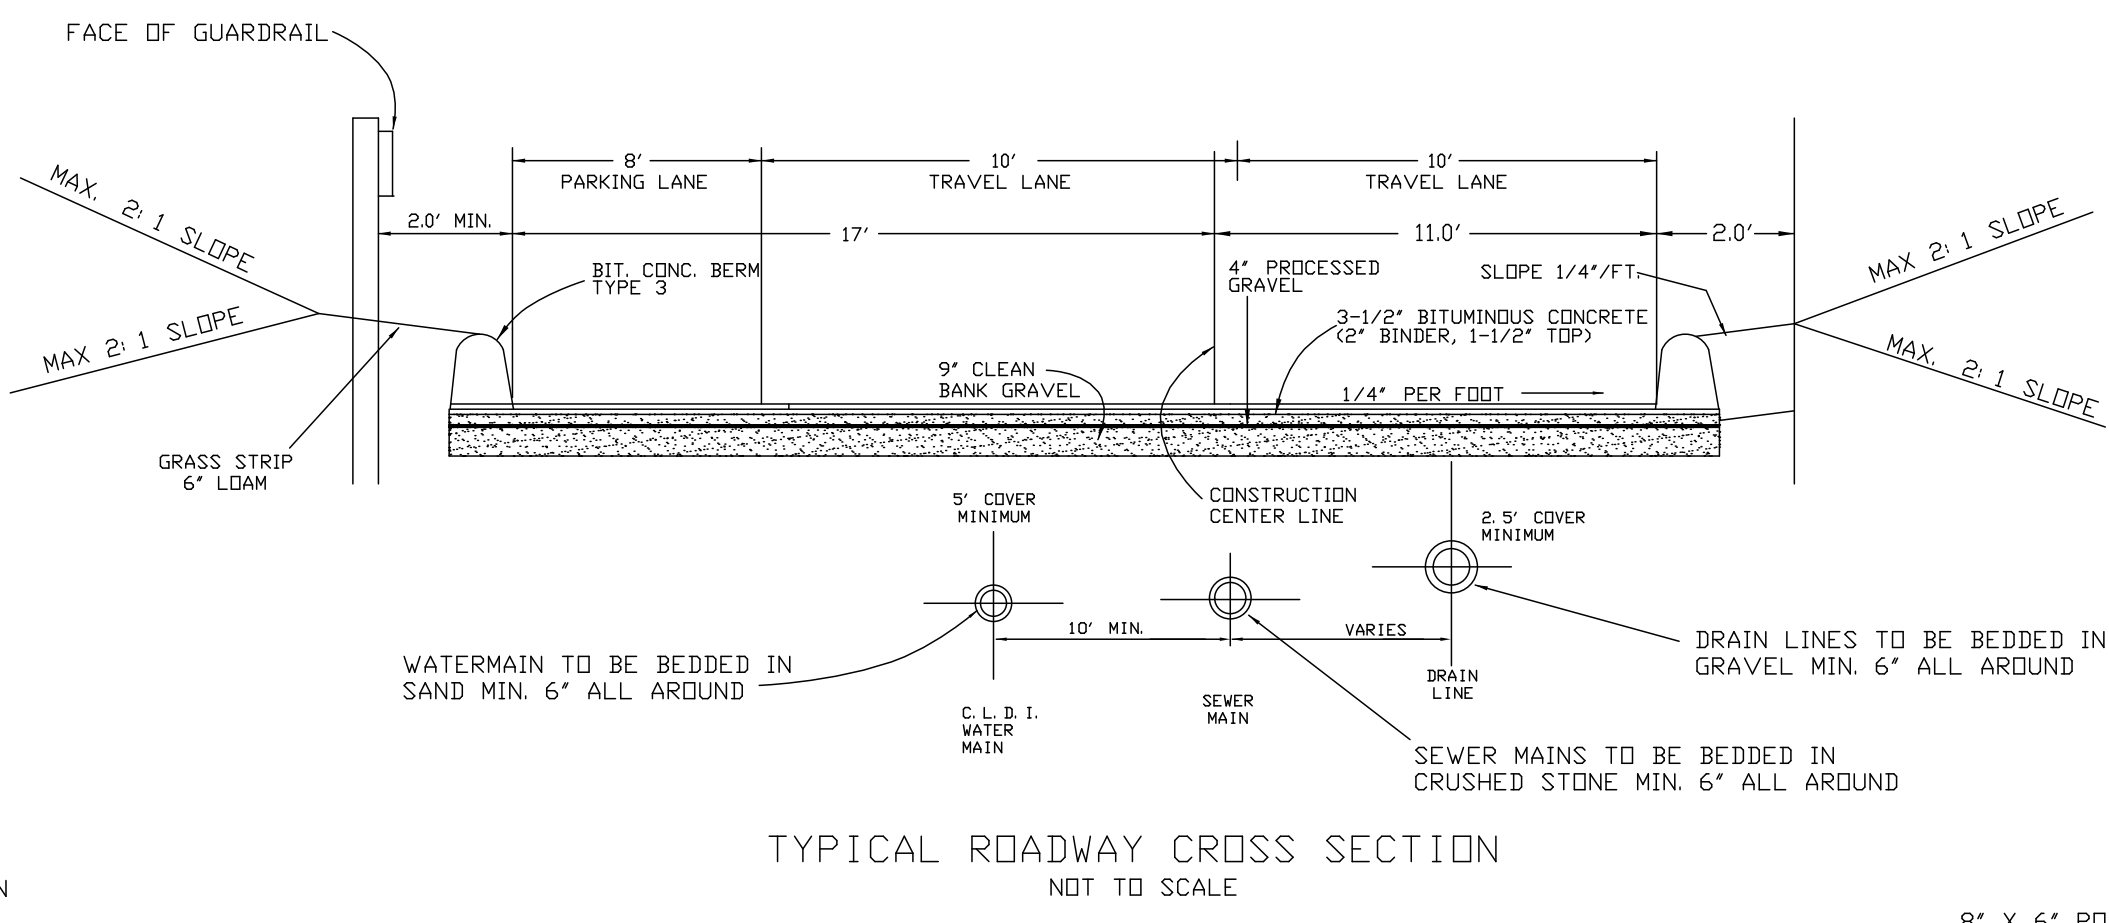 FACE OF GUARDRAIL
MAX. 2:1 SLOPE
MAX 2:1 SLOPE
8'
PARKING LANE
10'
TRAVEL LANE
10'
TRAVEL LANE
2.0' MIN.
17'
11.0'
2.0'
MAX 2:1 SLOPE
MAX. 2:1 SLOPE
BIT. CONC. BERM
TYPE 3
4" PROCESSED
GRAVEL
SLOPE 1/4"/FT.
3-1/2" BITUMINOUS CONCRETE
(2" BINDER, 1-1/2" TOP)
9" CLEAN
BANK GRAVEL
1/4" PER FOOT
GRASS STRIP
6" LOAM
5' COVER
MINIMUM
CONSTRUCTION
CENTER LINE
2.5' COVER
MINIMUM
10' MIN.
VARIES
WATERMAIN TO BE BEDDED IN
SAND MIN. 6" ALL AROUND
DRAIN LINES TO BE BEDDED IN
GRAVEL MIN. 6" ALL AROUND
DRAIN
LINE
SEWER
MAIN
C.L.D.I.
WATER
MAIN
SEWER MAINS TO BE BEDDED IN
CRUSHED STONE MIN. 6" ALL AROUND
TYPICAL ROADWAY CROSS SECTION
NOT TO SCALE
N
8" X 6"